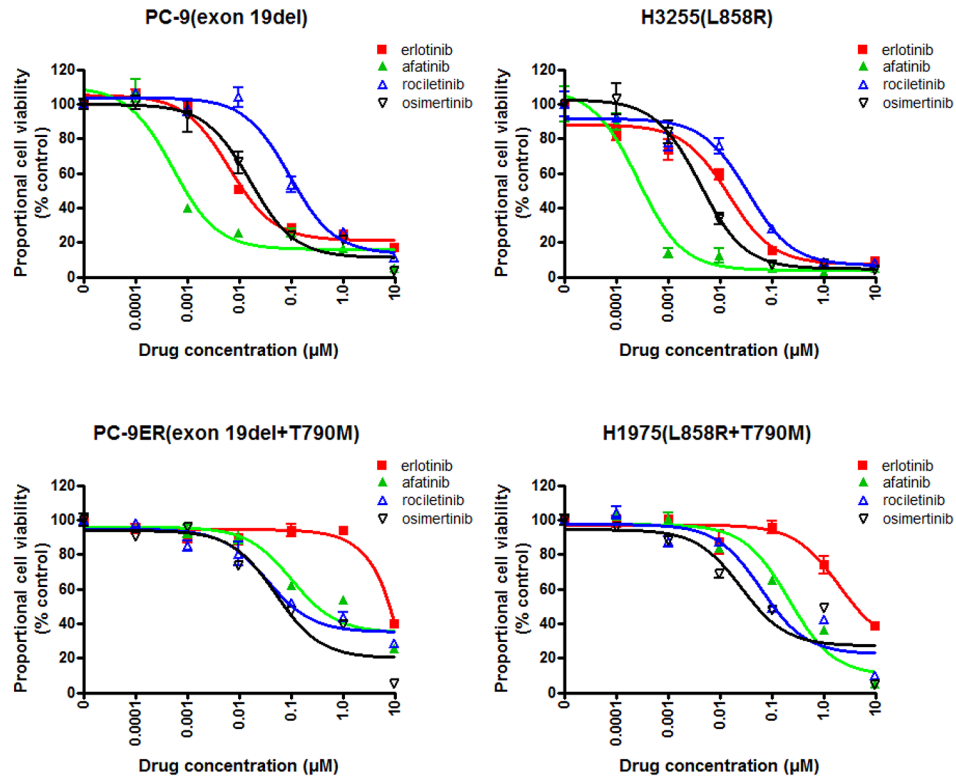 PC-9(exon 19del)
erlotinib
afatinib
rociletinib
osimertinib
Proportional cell viability
(% control)
120
100
80
60
40
20
0
0
0.0001
0.001
0.01
0.1
1.0
10
Drug concentration (µM)
H3255(L858R)
erlotinib
afatinib
rociletinib
osimertinib
Proportional cell viability
(% control)
120
100
80
60
40
20
0
0
0.0001
0.001
0.01
0.1
1.0
10
Drug concentration (µM)
PC-9ER(exon 19del+T790M)
erlotinib
afatinib
rociletinib
osimertinib
Proportional cell viability
(% control)
120
100
80
60
40
20
0
0
0.0001
0.001
0.01
0.1
1.0
10
Drug concentration (µM)
H1975(L858R+T790M)
erlotinib
afatinib
rociletinib
osimertinib
Proportional cell viability
(% control)
120
100
80
60
40
20
0
0
0.0001
0.001
0.01
0.1
1.0
10
Drug concentration (µM)